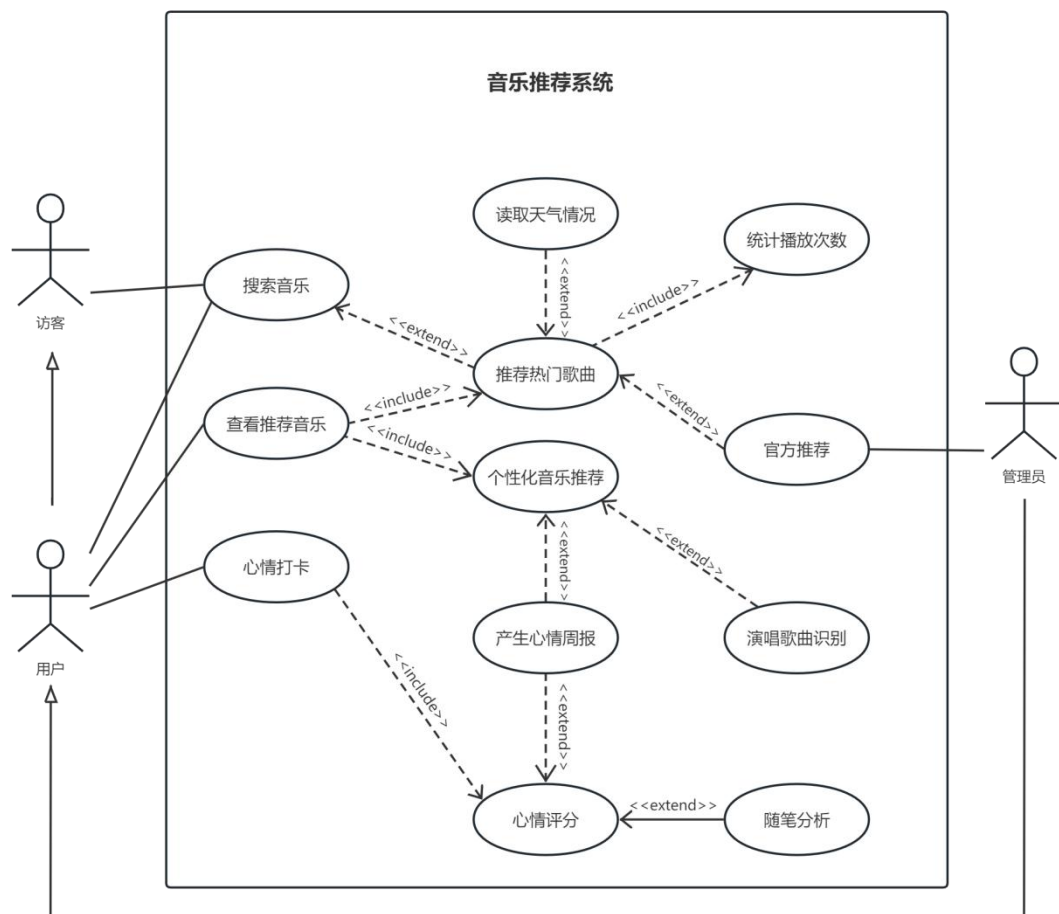 音乐推荐系统
读取天气情况
统计播放次数
搜索音乐
<<extend>>
<<include>>
访客
<<extend>>
推荐热门歌曲
<<include>>
<<extend>>
查看推荐音乐
<<include>>
官方推荐
管理员
个性化音乐推荐
<<extend>>
<<extend>>
心情打卡
产生心情周报
演唱歌曲识别
用户
<<include>>
<<extend>>
心情评分
<<extend>>
随笔分析